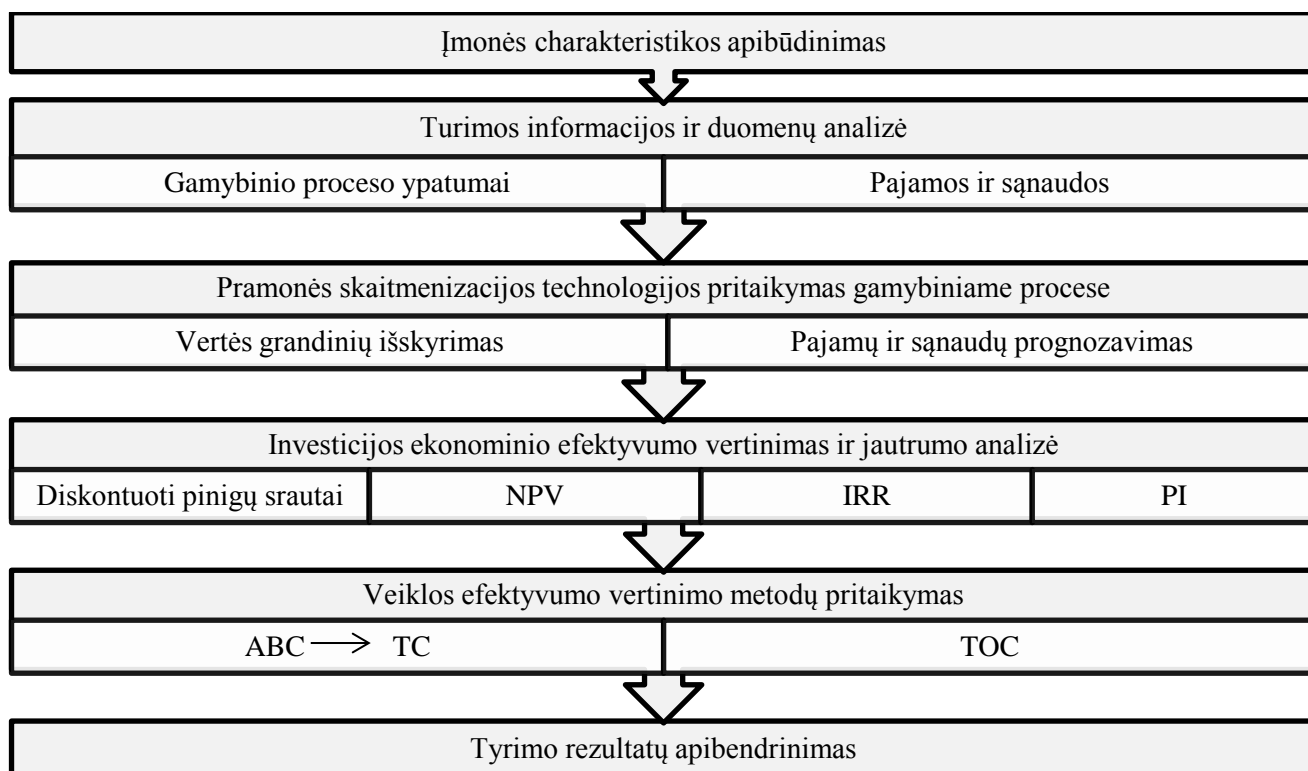 Įmonės charakteristikos apibūdinimas
Turimos informacijos ir duomenų analizė
Gamybinio proceso ypatumai
Pajamos ir sąnaudos
Pramonės skaitmenizacijos technologijos pritaikymas gamybiniame procese
Vertės grandinių išskyrimas
Pajamų ir sąnaudų prognozavimas
Investicijos ekonominio efektyvumo vertinimas ir jautrumo analizė
Diskontuoti pinigų srautai
NPV
IRR
PI
Veiklos efektyvumo vertinimo metodų pritaikymas
ABC → TC
TOC
Tyrimo rezultatų apibendrinimas